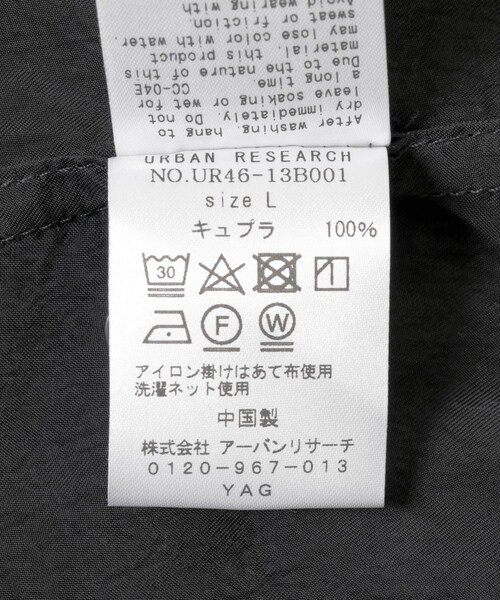 After washing, hang to
dry immediately. Do not
leave soaking or wet for
a long time. CC-04E
Due to the nature of this
material, this product
may lose color with water,
sweat or friction.
Avoid wearing with
URBAN RESEARCH
NO.UR46-13B001
size L
キュプラ 100%
30
F W
アイロン掛けはあて布使用
洗濯ネット使用
中国製
株式会社 アーバンリサーチ
0120-967-013
YAG